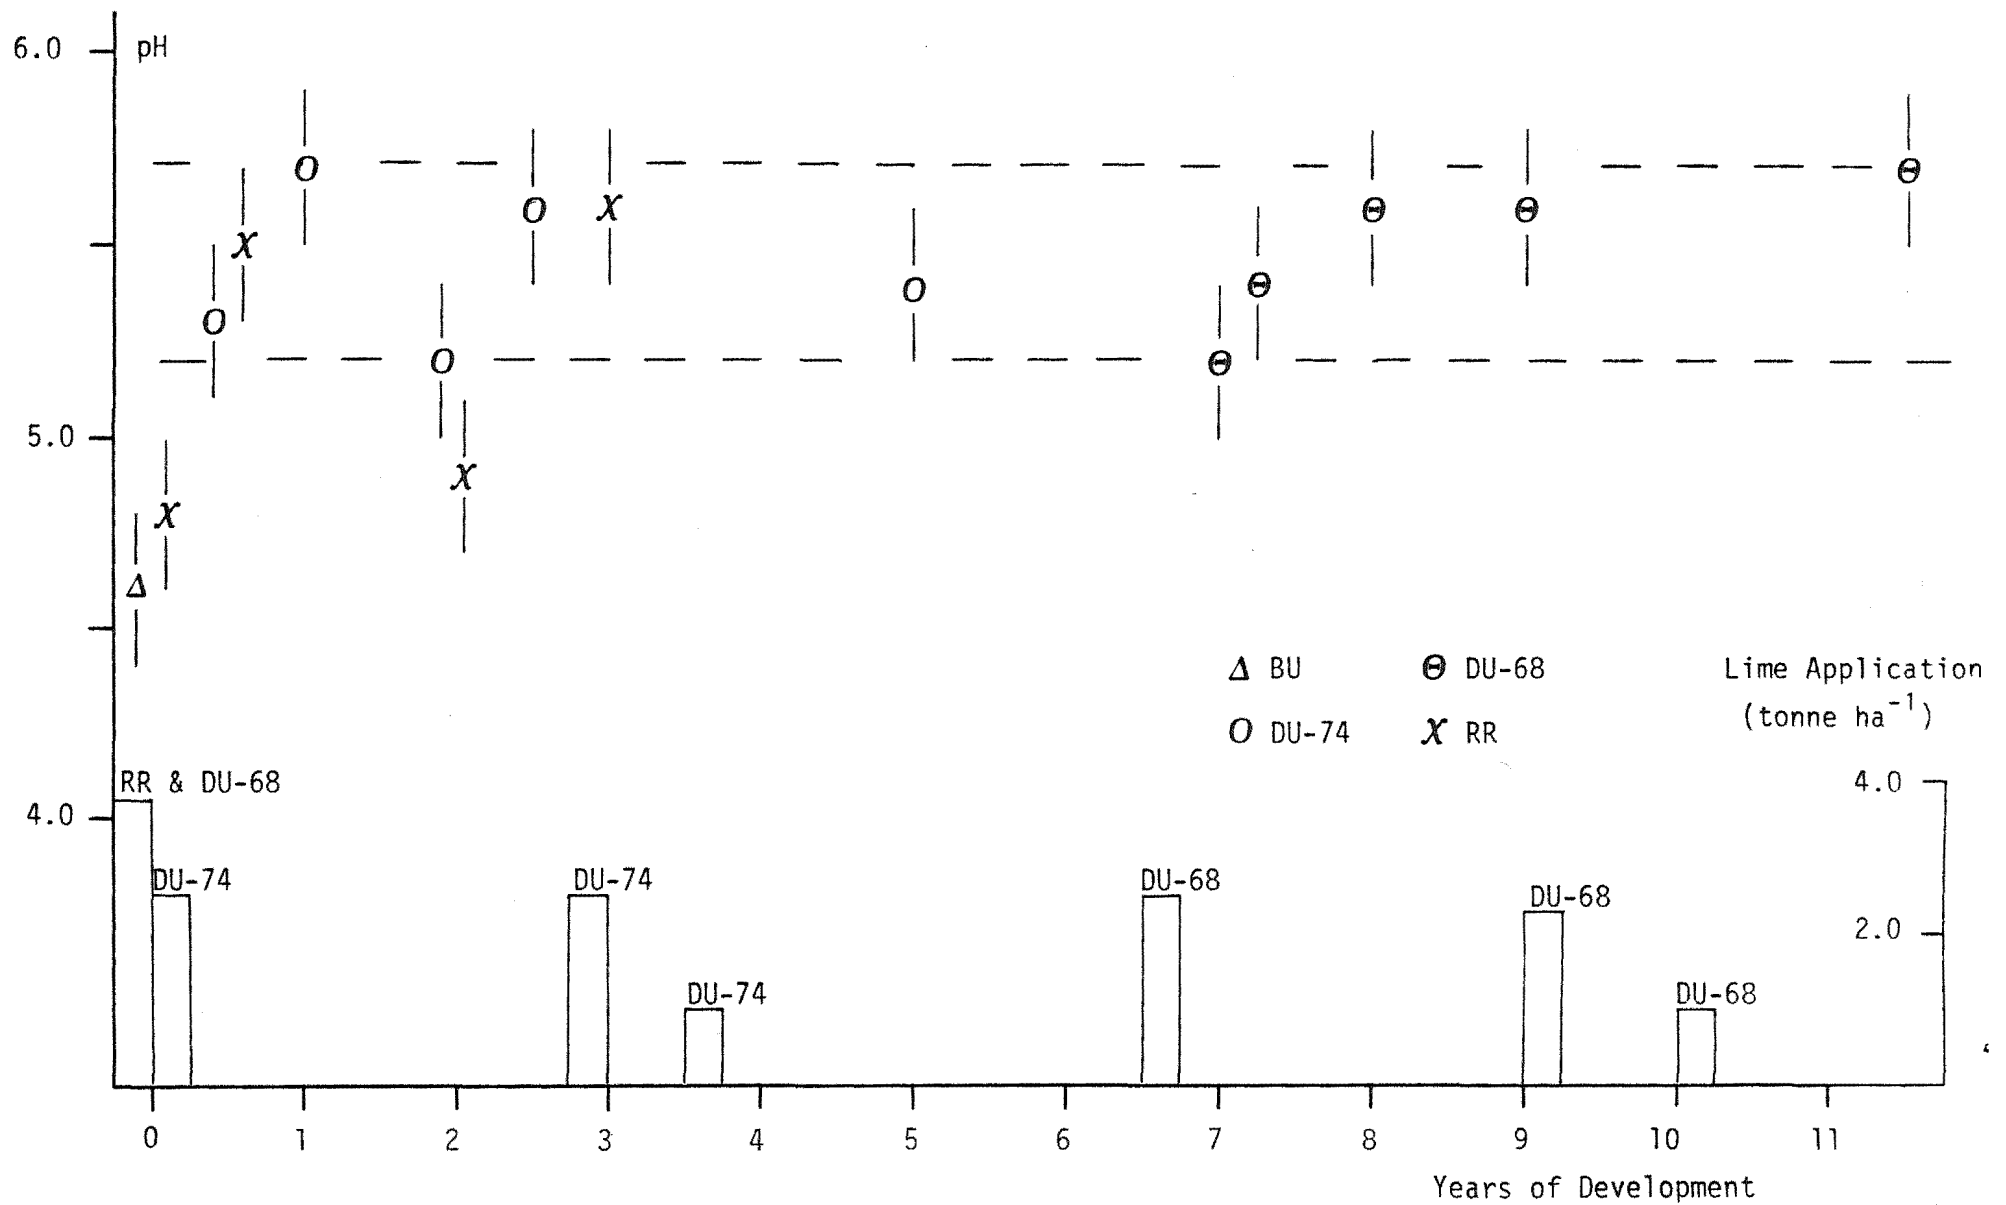 6.0 pH
5.0
Δ BU Θ DU-68 Lime Application
(tonne ha⁻¹)
O DU-74 X RR
RR & DU-68
4.0
4.0
DU-74 DU-74 DU-68 DU-68
2.0
DU-74 DU-68
0 1 2 3 4 5 6 7 8 9 10 11
Years of Development